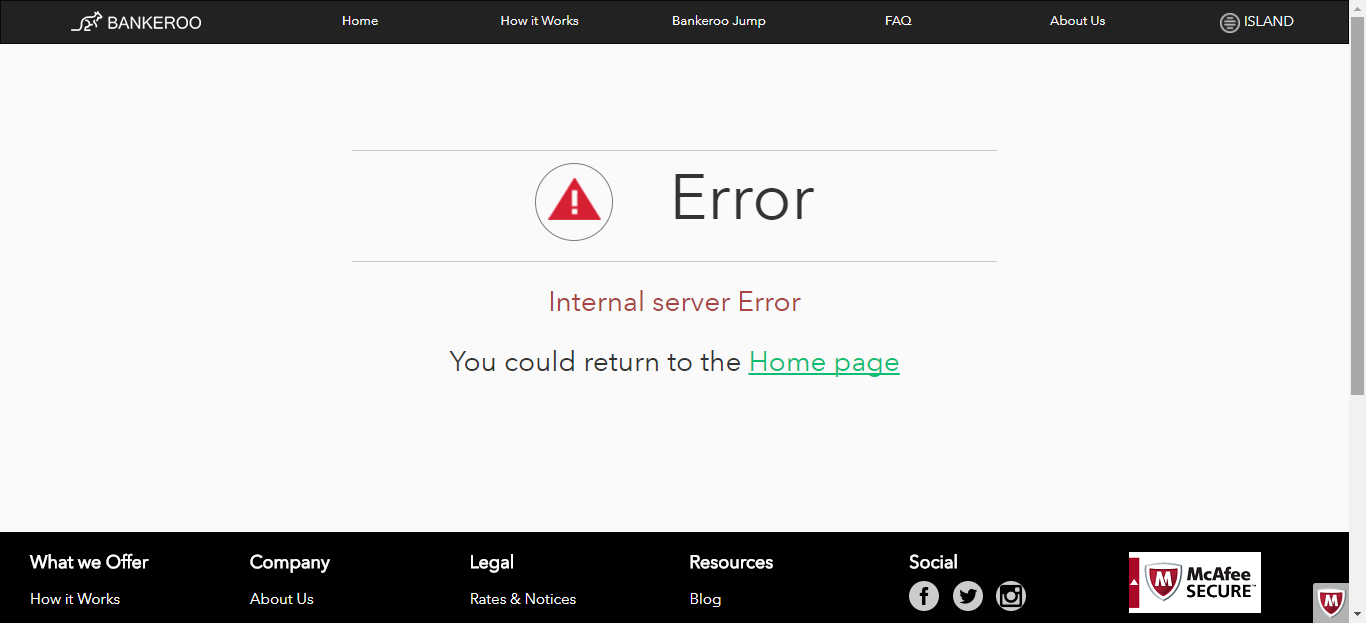 BANKEROO Home How it Works Bankeroo Jump FAQ About Us ISLAND
Error
Internal server Error
You could return to the Home page
What we Offer Company Legal Resources Social
How it Works About Us Rates & Notices Blog
McAfee
SECURE™